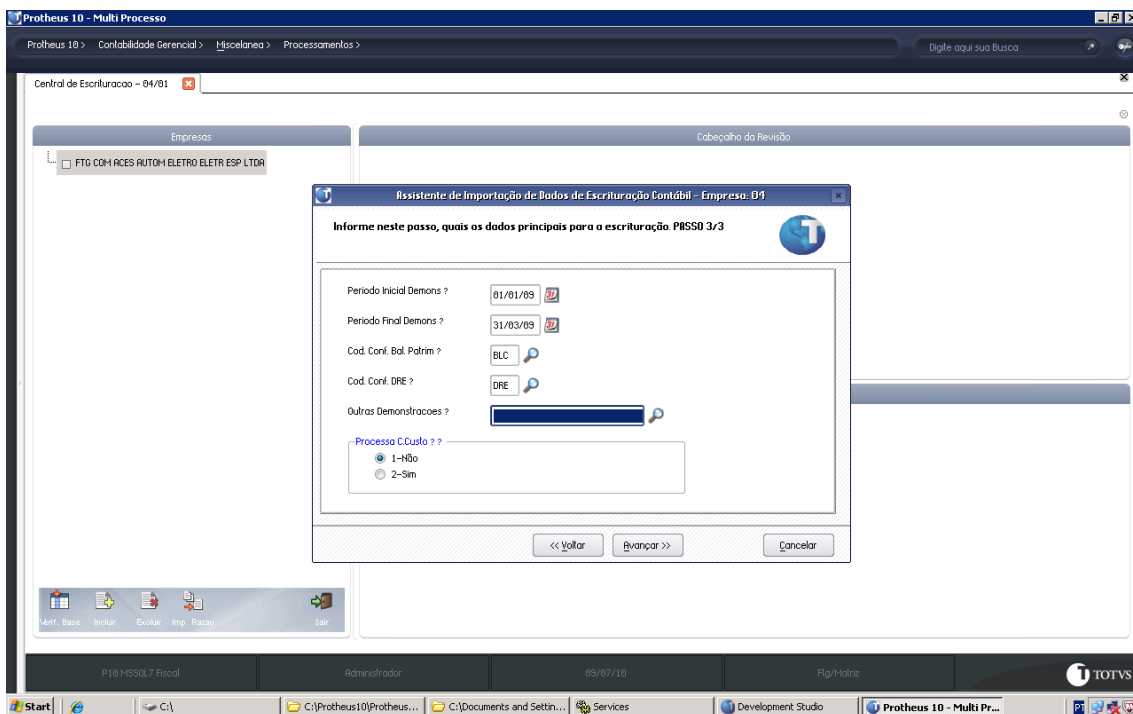 Protheus 10 - Multi Processo
Protheus 10 > Contabilidade Gerencial > Miscelanea > Processamentos >
Digite aqui sua Busca
Central de Escrituracao - 04/01
Empresas
Cabeçalho da Revisão
FTG COM ACES AUTOM ELETRO ELETR ESP LTDA
Assistente de Importação de Dados de Escrituração Contábil - Empresa: 04
Informe neste passo, quais os dados principais para a escrituração. PASSO 3/3
Periodo Inicial Demons ? 01/01/09
Periodo Final Demons ? 31/03/09
Cod. Conf. Bal. Patrim ? BLC
Cod. Conf. DRE ? DRE
Outras Demonstracoes ?
Processa C.Custo ? ?
1-Não
2-Sim
<< Voltar Avançar >> Cancelar
Verif. Base Incluir Excluir Imp. Razao Sair
P10 MSSQL7 Fiscal Administrador 09/07/10 Ftg/Matriz TOTVS
Start C:\ C:\Protheus10\Protheus... C:\Documents and Settin... Services Development Studio Protheus 10 - Multi Pr... PT